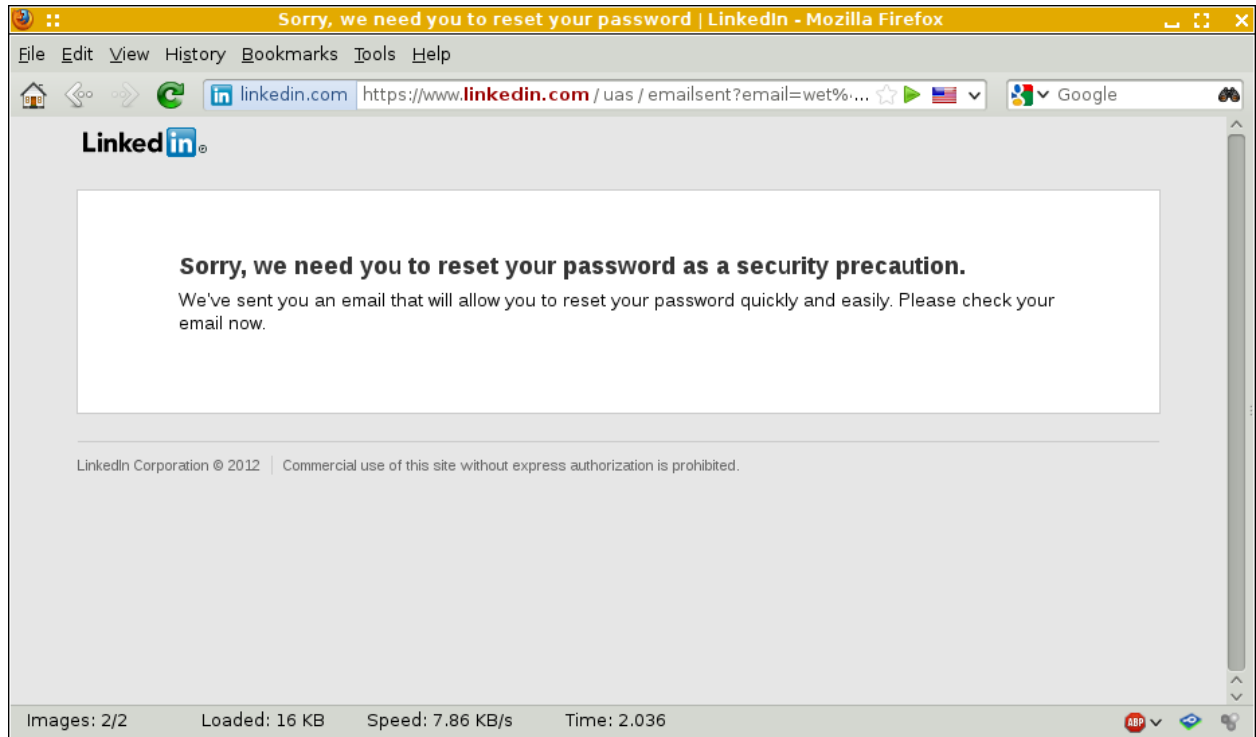 Sorry, we need you to reset your password | LinkedIn - Mozilla Firefox
File Edit View History Bookmarks Tools Help
in linkedin.com https://www.linkedin.com/uas/emailsent?email=wet%... Google
Linked in ®
Sorry, we need you to reset your password as a security precaution.
We've sent you an email that will allow you to reset your password quickly and easily. Please check your
email now.
LinkedIn Corporation © 2012 | Commercial use of this site without express authorization is prohibited.
Images: 2/2 Loaded: 16 KB Speed: 7.86 KB/s Time: 2.036 ABP